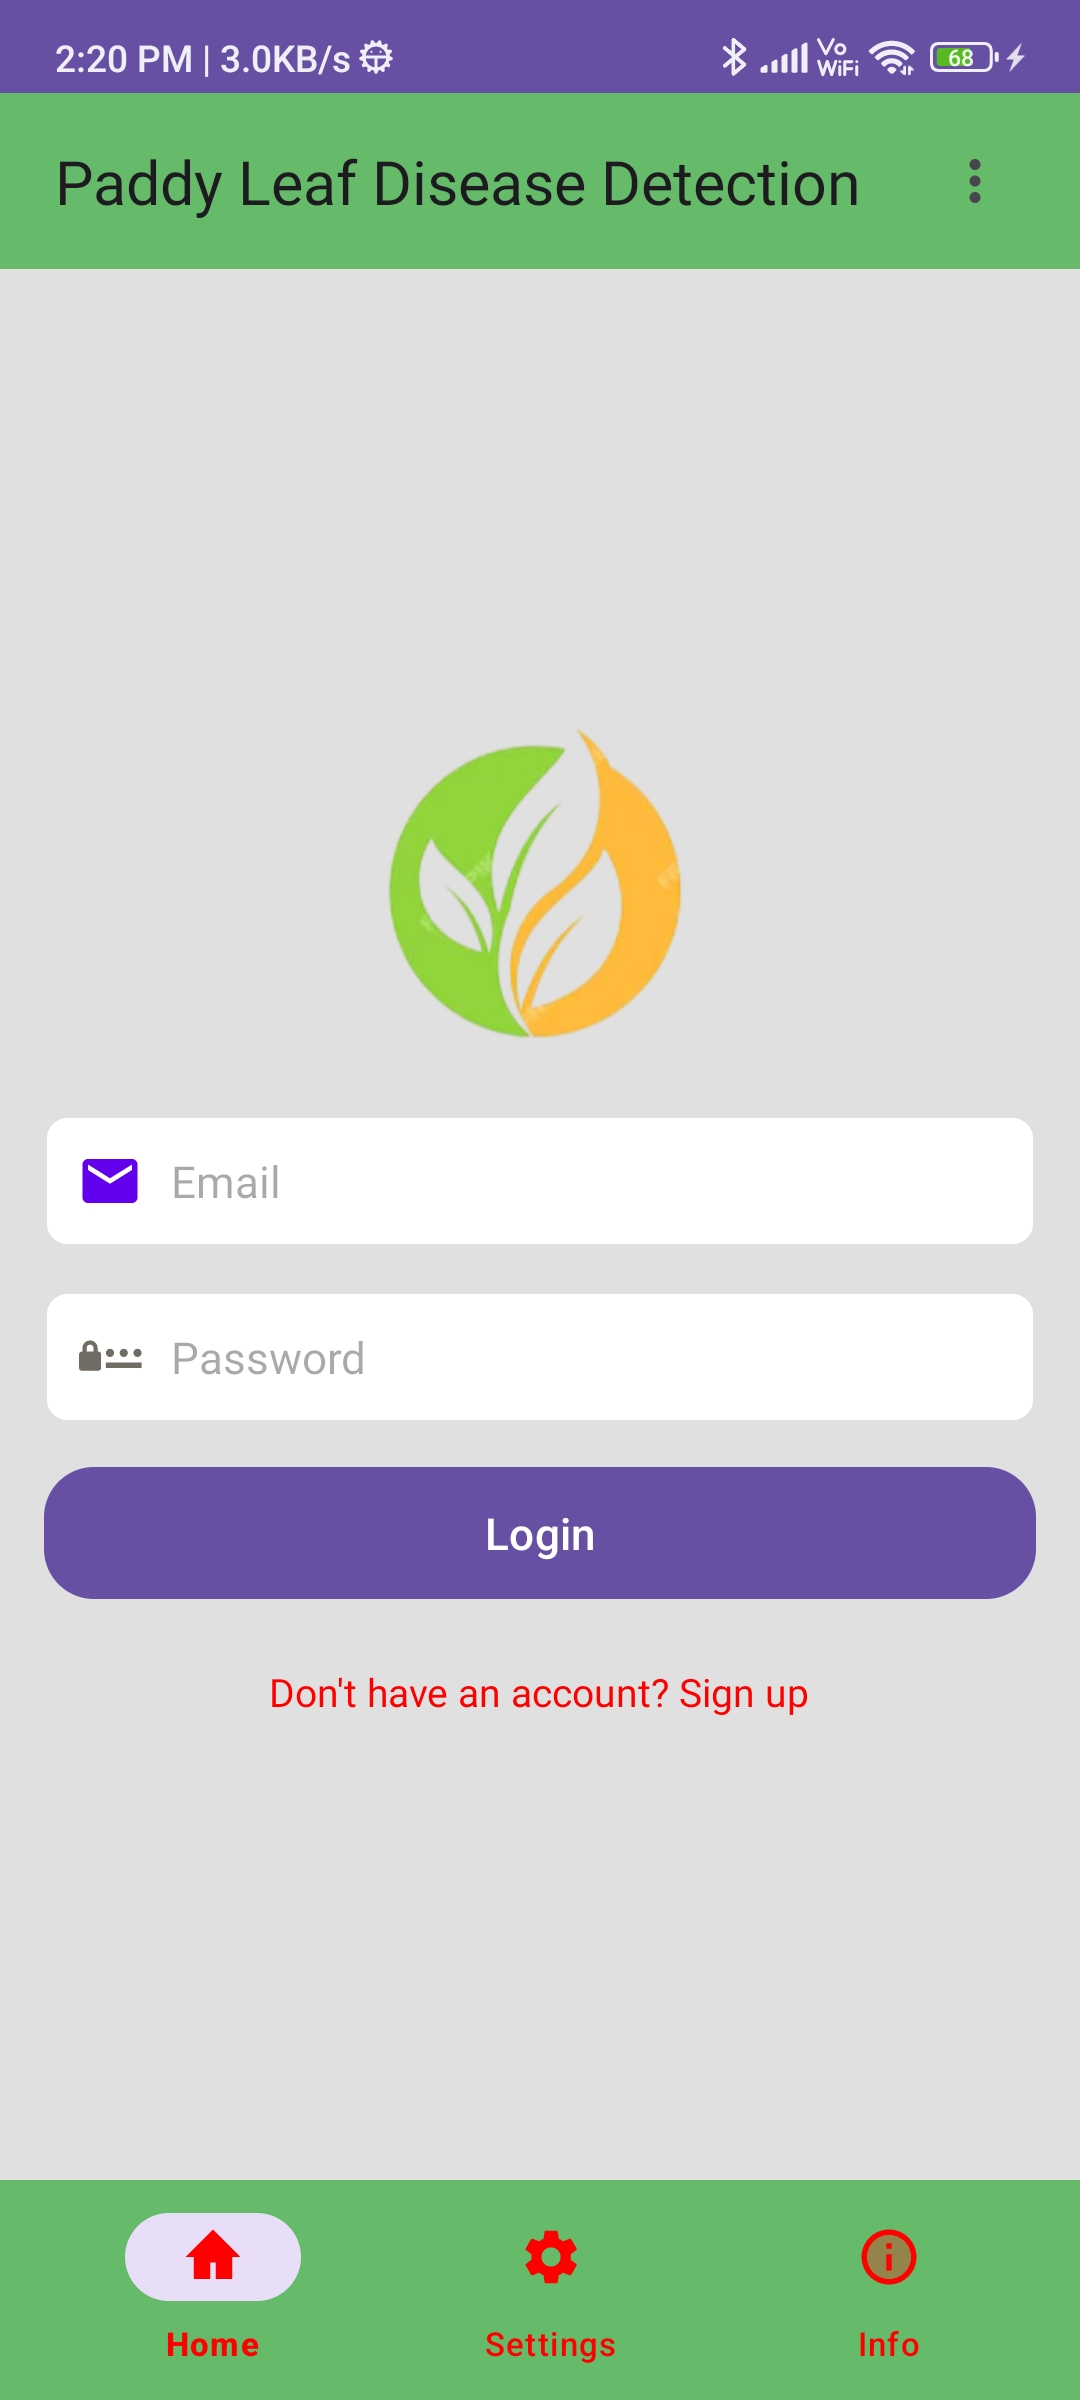 2:20 PM | 3.0KB/s
Vo
WiFi
68
Paddy Leaf Disease Detection
Email
Password
Login
Don't have an account? Sign up
Home
Settings
Info